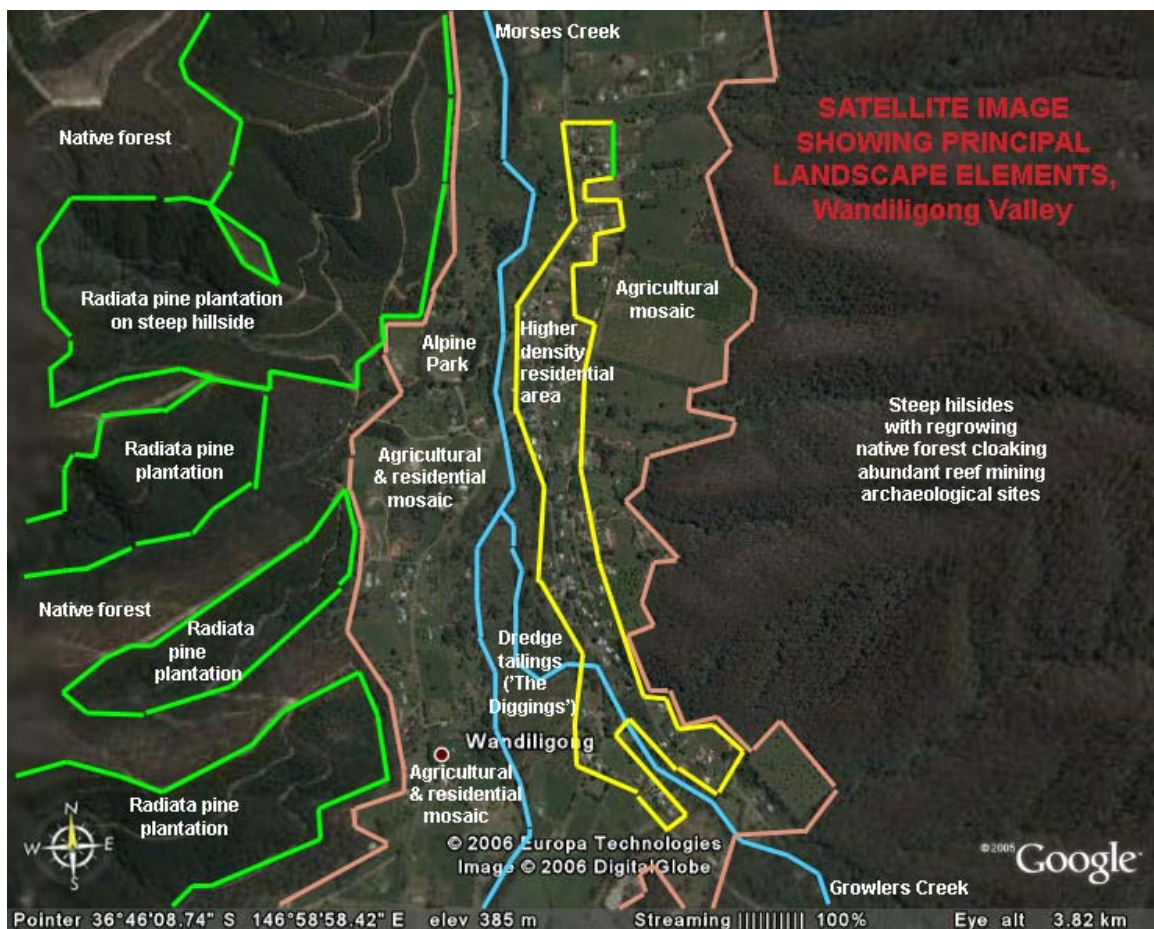 Morses Creek
SATELLITE IMAGE
SHOWING PRINCIPAL
LANDSCAPE ELEMENTS,
Wandiligong Valley
Native forest
Radiata pine plantation
on steep hillside
Agricultural
mosaic
Alpine
Park
Higher
density
residential
area
Steep hilsides
with regrowing
native forest cloaking
abundant reef mining
archaeological sites
Radiata pine
plantation
Agricultural
& residential
mosaic
Native forest
Radiata
pine
plantation
Dredge
tailings
('The
Diggings')
Wandiligong
Agricultural
& residential
mosaic
Radiata pine
plantation
N
W E
S
© 2006 Europa Technologies
Image © 2006 DigitalGlobe
©2005 Google
Growlers Creek
Pointer 36°46'08.74" S 146°58'58.42" E elev 385 m Streaming |||||||||| 100% Eye alt 3.82 km